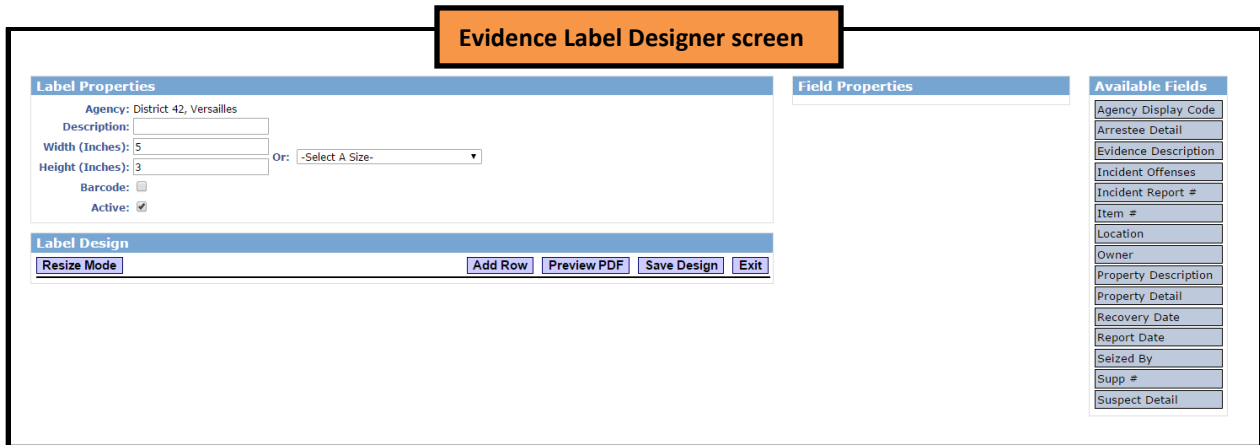 Evidence Label Designer screen
Label Properties
Agency: District 42, Versailles
Description:
Width (Inches): 5
Or: -Select A Size-
Height (Inches): 3
Barcode:
Active:
Label Design
Resize Mode Add Row Preview PDF Save Design Exit
Field Properties
Available Fields
Agency Display Code
Arrestee Detail
Evidence Description
Incident Offenses
Incident Report #
Item #
Location
Owner
Property Description
Property Detail
Recovery Date
Report Date
Seized By
Supp #
Suspect Detail